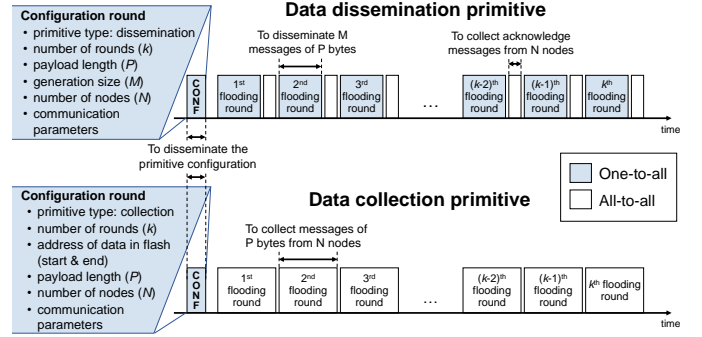 Data dissemination primitive
Configuration round
• primitive type: dissemination
• number of rounds (k)
• payload length (P)
• generation size (M)
• number of nodes (N)
• communication
parameters
To disseminate M
messages of P bytes
To collect acknowledge
messages from N nodes
CONF
1st
flooding
round
2nd
flooding
round
3rd
flooding
round
...
(k-2)th
flooding
round
(k-1)th
flooding
round
kth
flooding
round
time
To disseminate the
primitive configuration
One-to-all
All-to-all
Data collection primitive
Configuration round
• primitive type: collection
• number of rounds (k)
• address of data in flash
(start & end)
• payload length (P)
• number of nodes (N)
• communication
parameters
To collect messages of
P bytes from N nodes
CONF
1st
flooding
round
2nd
flooding
round
3rd
flooding
round
...
(k-2)th
flooding
round
(k-1)th
flooding
round
kth flooding
round
time